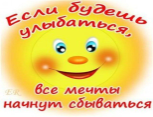 Если будешь
улыбаться,
все мечты
начнут сбываться